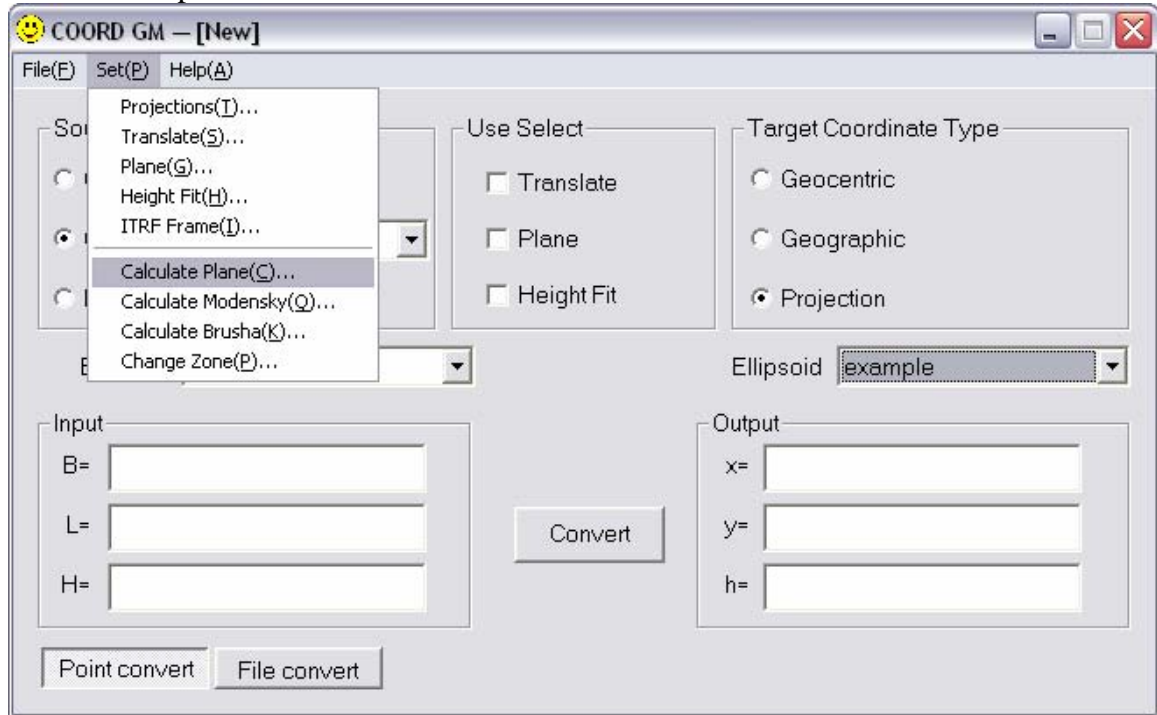 COORD GM — [New]
File(F) Set(P) Help(A)
Projections(T)...
Translate(S)...
Plane(G)...
Height Fit(H)...
ITRF Frame(I)...
Calculate Plane(C)...
Calculate Modensky(Q)...
Calculate Brusha(K)...
Change Zone(P)...
Use Select
Translate
Plane
Height Fit
Target Coordinate Type
Geocentric
Geographic
Projection
Ellipsoid example
Input
B=
L=
H=
Convert
Output
x=
y=
h=
Point convert File convert